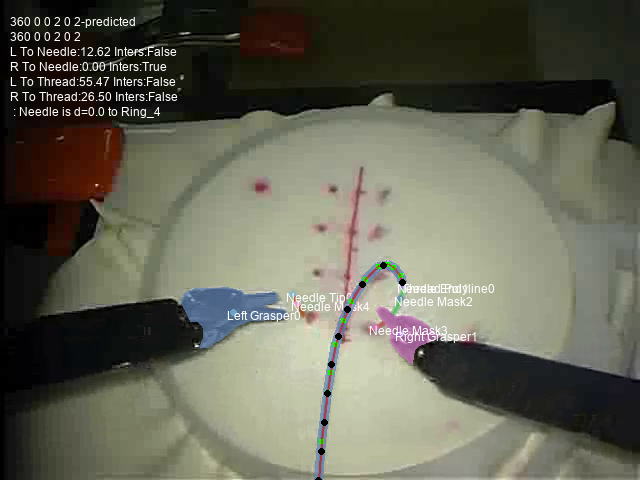 360 0 0 2 0 2-predicted
360 0 0 2 0 2
L To Needle:12.62 Inters:False
R To Needle:0.00 Inters:True
L To Thread:55.47 Inters:False
R To Thread:26.50 Inters:False
: Needle is d=0.0 to Ring_4
Needle Tip
Needle Mask2
Needle Mask4
Left Grasper0
Needle Mask3
Right Grasper1